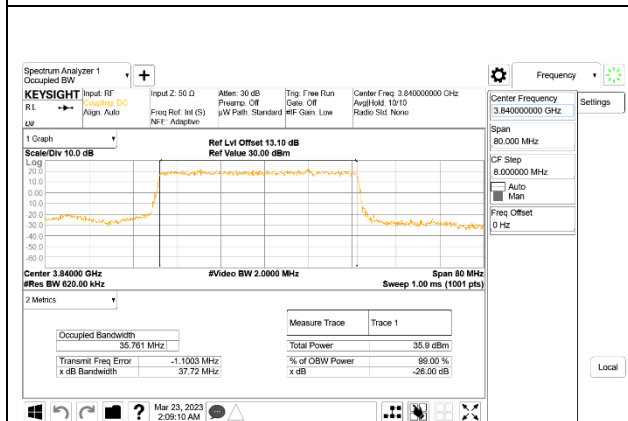 Spectrum Analyzer 1
Occupied BW
Frequency
KEYSIGHT
Input: RF
Coupling: DC
Align: Auto
Input Z: 50 Ω
Freq Ref: Int (S)
NFE: Adaptive
Atten: 30 dB
Preamp: Off
µW Path: Standard
Trig: Free Run
Gate: Off
#IF Gain: Low
Center Freq: 3.840000000 GHz
Avg|Hold: 10/10
Radio Std: None
RL
Center Frequency
3.840000000 GHz
Settings
Span
80.000 MHz
CF Step
8.000000 MHz
Auto
Man
Freq Offset
0 Hz
Local
1 Graph
Scale/Div 10.0 dB
Ref Lvl Offset 13.10 dB
Ref Value 30.00 dBm
Log
20.0
10.0
0.00
-10.0
-20.0
-30.0
-40.0
-50.0
-60.0
Center 3.84000 GHz
#Res BW 620.00 kHz
#Video BW 2.0000 MHz
Span 80 MHz
Sweep 1.00 ms (1001 pts)
2 Metrics
Measure Trace
Trace 1
Occupied Bandwidth
35.761 MHz
Total Power
35.9 dBm
Transmit Freq Error
-1.1003 MHz
% of OBW Power
99.00 %
x dB Bandwidth
37.72 MHz
x dB
-26.00 dB
Mar 23, 2023
2:09:10 AM